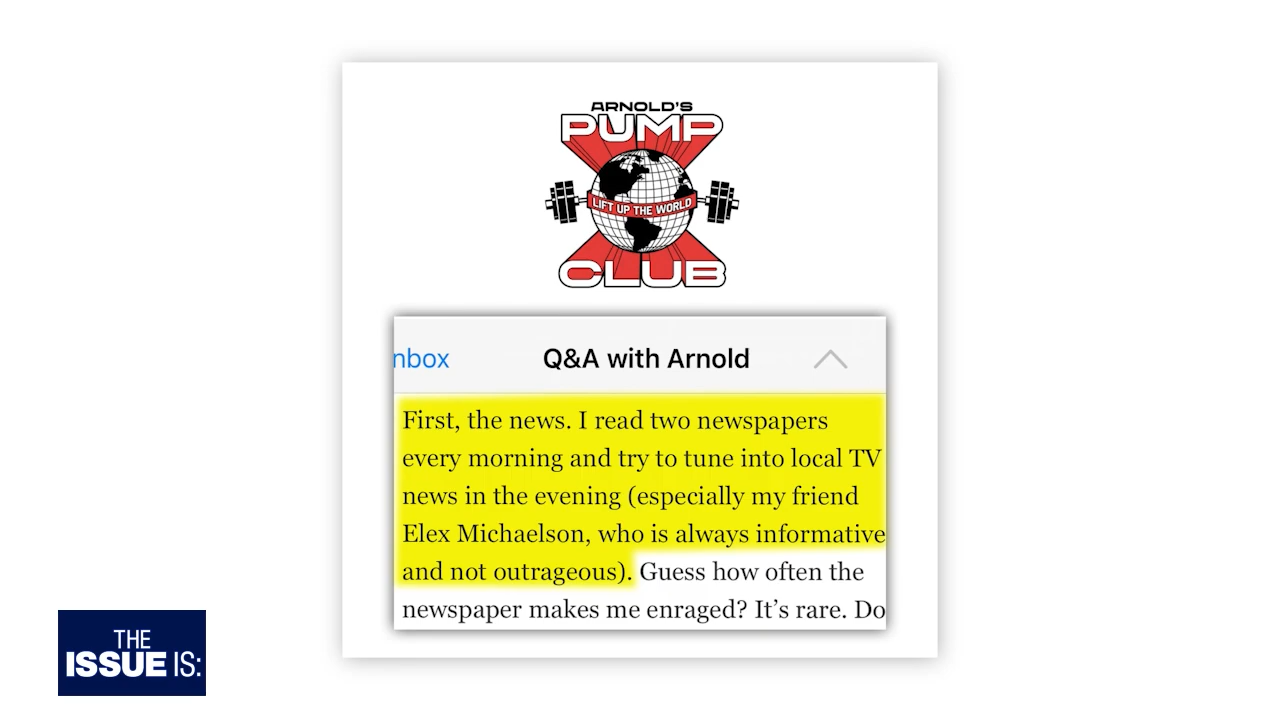 ARNOLD'S
PUMP
LIFT UP THE WORLD
CLUB
nbox
Q&A with Arnold
First, the news. I read two newspapers
every morning and try to tune into local TV
news in the evening (especially my friend
Elex Michaelson, who is always informative
and not outrageous). Guess how often the
newspaper makes me enraged? It’s rare. Do
THE
ISSUE IS: